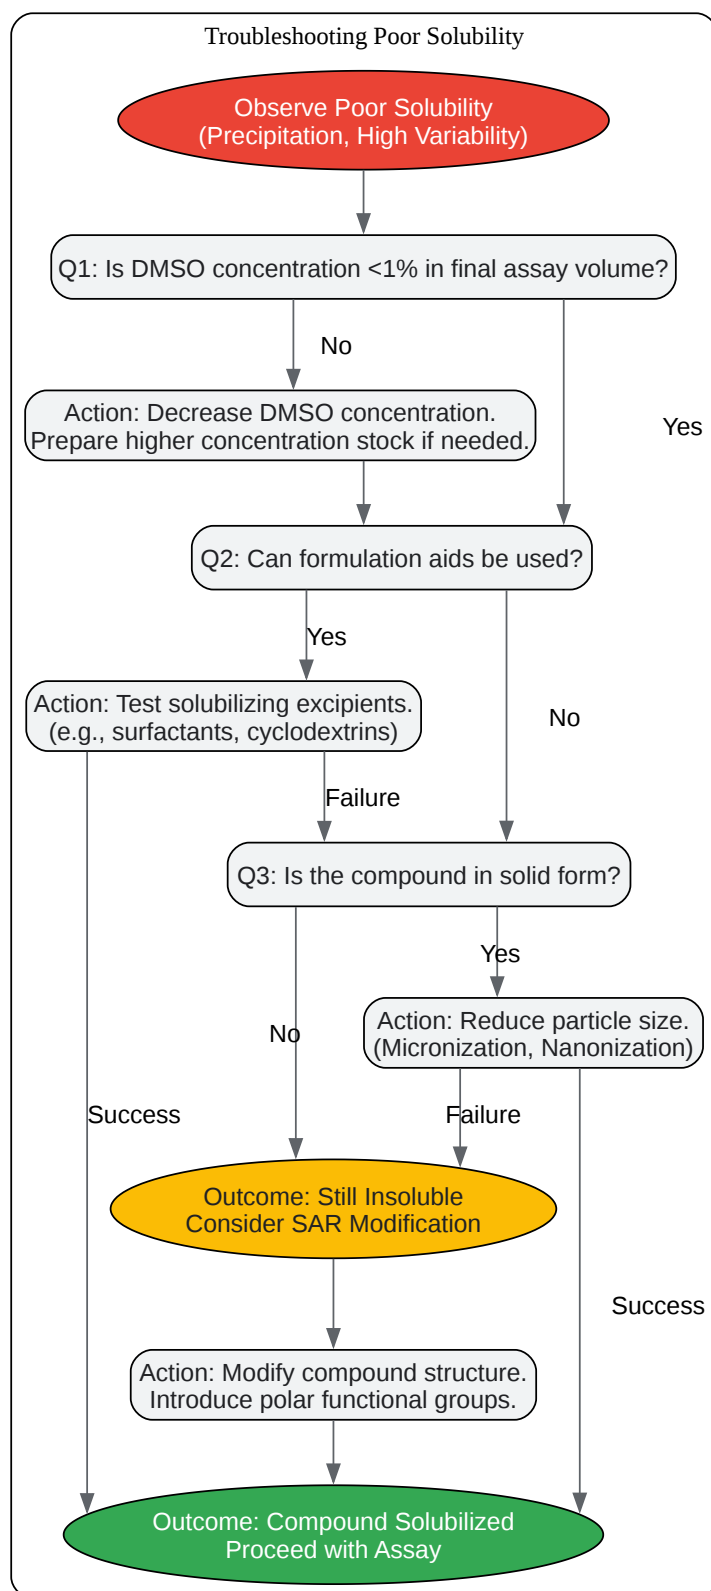 Troubleshooting Poor Solubility
Observe Poor Solubility
(Precipitation, High Variability)
Q1: Is DMSO concentration <1% in final assay volume?
No
Action: Decrease DMSO concentration.
Prepare higher concentration stock if needed.
Yes
Q2: Can formulation aids be used?
Yes
Action: Test solubilizing excipients.
(e.g., surfactants, cyclodextrins)
No
Failure
Q3: Is the compound in solid form?
Yes
Action: Reduce particle size.
(Micronization, Nanonization)
No
Success
Failure
Outcome: Still Insoluble
Consider SAR Modification
Success
Action: Modify compound structure.
Introduce polar functional groups.
Outcome: Compound Solubilized
Proceed with Assay